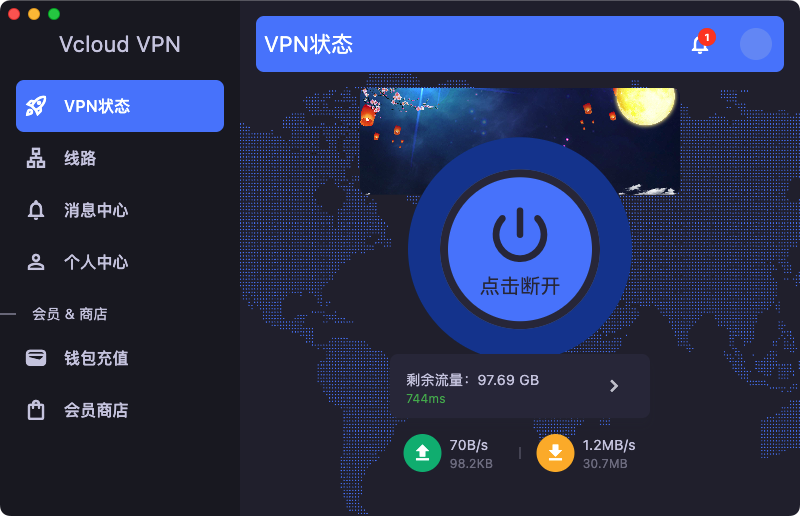 Vcloud VPN
VPN状态
线路
消息中心
个人中心
会员 & 商店
钱包充值
会员商店
VPN状态
1
点击断开
剩余流量：97.69 GB
744ms
70B/s
98.2KB
1.2MB/s
30.7MB